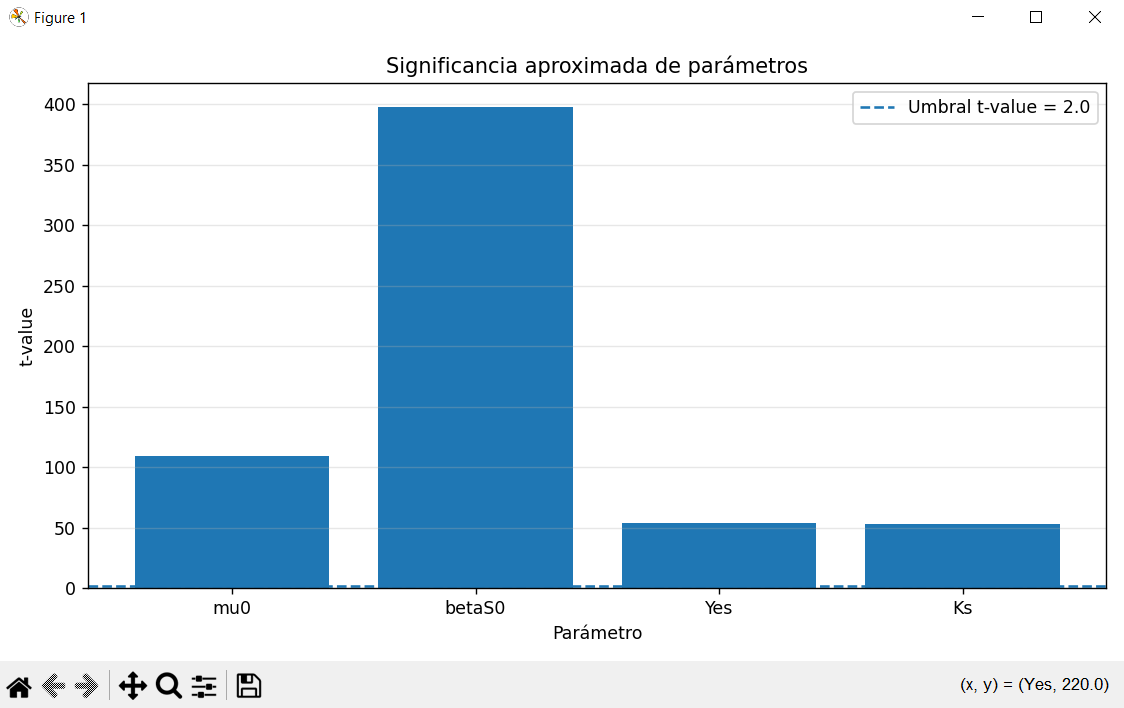 Figure 1
Significancia aproximada de parámetros
Umbral t-value = 2.0
400
350
300
250
200
150
100
50
0
t-value
mu0 betaS0 Yes Ks
Parámetro
(x, y) = (Yes, 220.0)